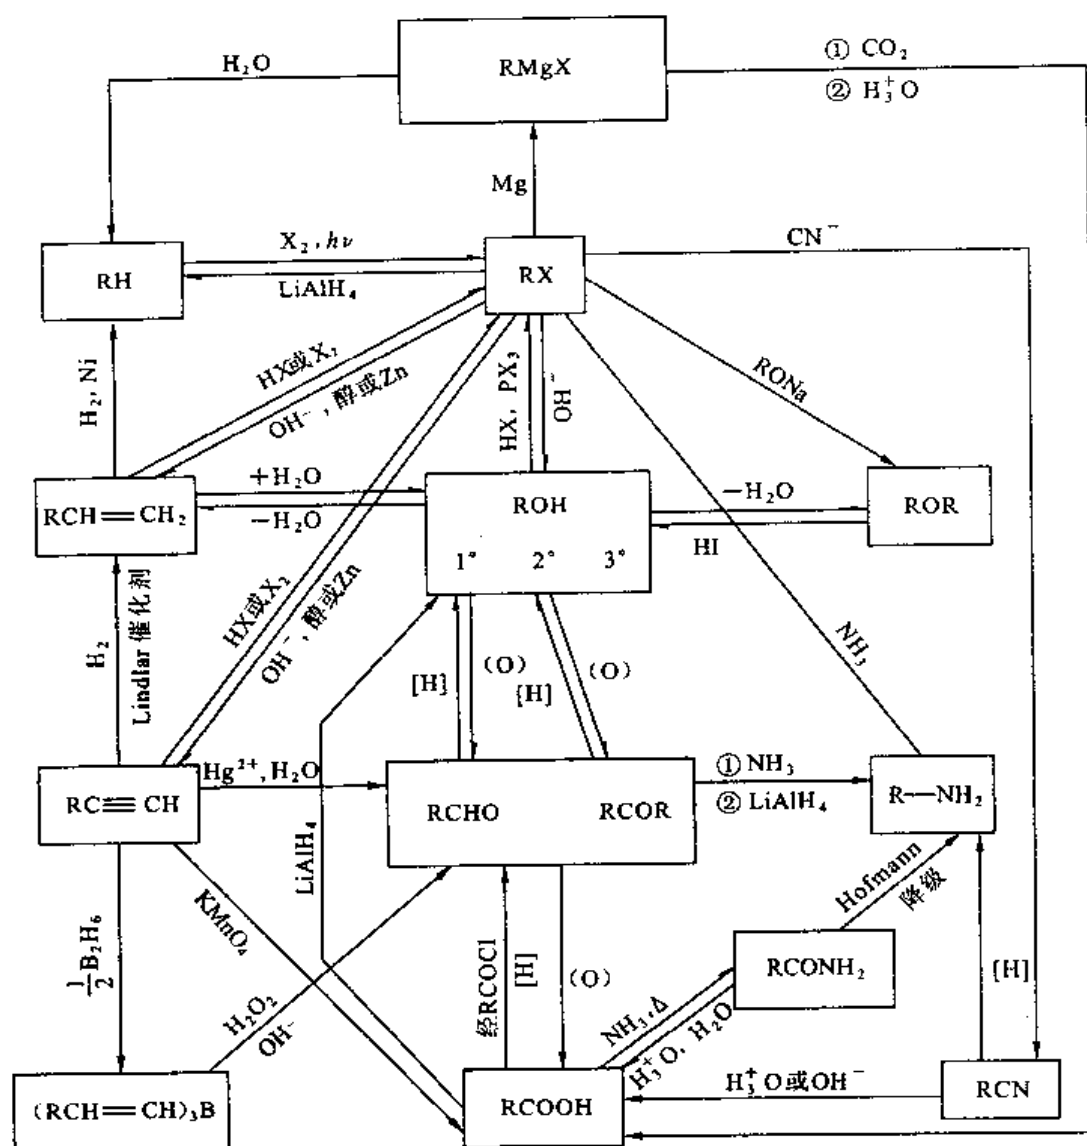 RMgX
H₂O
① CO₂
② H₃⁺O
Mg
X₂, hν
CN⁻
RH
RX
LiAlH₄
H₂, Ni
HX或X₂
OH⁻, 醇或Zn
HX, PX₃
OH⁻
RONa
RCH═CH₂
+H₂O
−H₂O
ROH
1° 2° 3°
−H₂O
HI
ROR
H₂
Lindlar 催化剂
HX或X₂
OH⁻, 醇或Zn
[H]
(O)
[H]
(O)
NH₃
RC≡CH
Hg²⁺, H₂O
RCHO
RCOR
① NH₃
② LiAlH₄
R—NH₂
LiAlH₄
KMnO₄
½B₂H₆
H₂O₂
OH⁻
经RCOCl
[H]
(O)
Hofmann
降级
RCONH₂
NH₃,Δ
H₃⁺O, H₂O
[H]
(RCH═CH)₃B
RCOOH
H₃⁺O或OH⁻
RCN